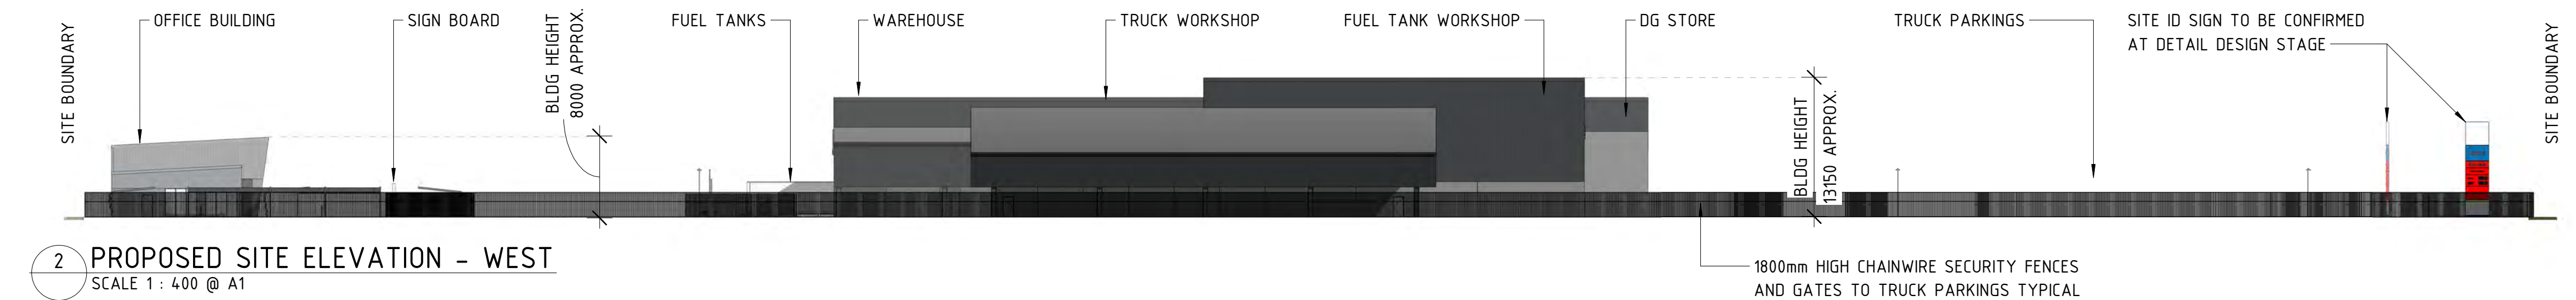 SITE BOUNDARY
OFFICE BUILDING
SIGN BOARD
BLDG HEIGHT
8000 APPROX.
FUEL TANKS
WAREHOUSE
TRUCK WORKSHOP
FUEL TANK WORKSHOP
DG STORE
BLDG HEIGHT
13150 APPROX.
TRUCK PARKINGS
SITE ID SIGN TO BE CONFIRMED
AT DETAIL DESIGN STAGE
SITE BOUNDARY
2
PROPOSED SITE ELEVATION - WEST
SCALE 1 : 400 @ A1
1800mm HIGH CHAINWIRE SECURITY FENCES
AND GATES TO TRUCK PARKINGS TYPICAL